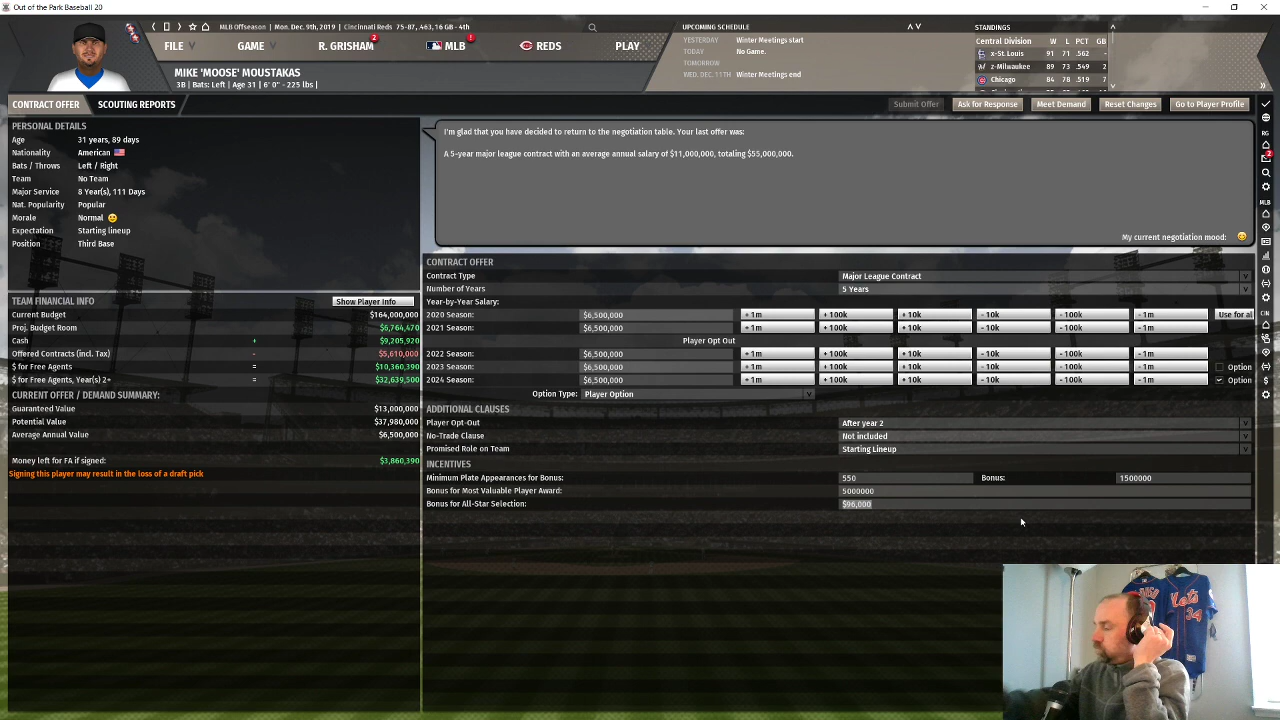 Out of the Park Baseball 20
MLB Offseason | Mon. Dec. 9th, 2019 | Cincinnati Reds 75-87, .463, 16 GB - 4th
FILE v GAME v R. GRISHAM 2 MLB ! REDS PLAY
UPCOMING SCHEDULE
YESTERDAY Winter Meetings start
TODAY No Game.
TOMORROW
WED. DEC. 11TH Winter Meetings end
STANDINGS
Central Division W L PCT GB
x-St.Louis 91 71 .562 -
z-Milwaukee 89 73 .549 2
Chicago 84 78 .519 7
MIKE 'MOOSE' MOUSTAKAS
3B | Bats: Left | Age 31 | 6' 0" - 225 lbs |
CONTRACT OFFER SCOUTING REPORTS
Submit Offer Ask for Response Meet Demand Reset Changes Go to Player Profile
PERSONAL DETAILS
Age 31 years, 89 days
Nationality American
Bats / Throws Left / Right
Team No Team
Major Service 8 Year(s), 111 Days
Nat. Popularity Popular
Morale Normal
Expectation Starting lineup
Position Third Base
I'm glad that you have decided to return to the negotiation table. Your last offer was:
A 5-year major league contract with an average annual salary of $11,000,000, totaling $55,000,000.
My current negotiation mood:
TEAM FINANCIAL INFO Show Player Info
Current Budget $164,000,000
Proj. Budget Room $6,764,470
Cash + $9,205,920
Offered Contracts (incl. Tax) - $5,610,000
$ for Free Agents = $10,360,390
$ for Free Agents, Year(s) 2+ = $32,639,500
CURRENT OFFER / DEMAND SUMMARY:
Guaranteed Value $13,000,000
Potential Value $37,980,000
Average Annual Value $6,500,000
Money left for FA if signed: $3,860,390
Signing this player may result in the loss of a draft pick
CONTRACT OFFER
Contract Type Major League Contract v
Number of Years 5 Years v
Year-by-Year Salary:
2020 Season: $6,500,000 + 1m + 100k + 10k - 10k - 100k - 1m Use for al
2021 Season: $6,500,000 + 1m + 100k + 10k - 10k - 100k - 1m
Player Opt Out
2022 Season: $6,500,000 + 1m + 100k + 10k - 10k - 100k - 1m
2023 Season: $6,500,000 + 1m + 100k + 10k - 10k - 100k - 1m Option
2024 Season: $6,500,000 + 1m + 100k + 10k - 10k - 100k - 1m Option
Option Type: Player Option v
ADDITIONAL CLAUSES
Player Opt-Out After year 2 v
No-Trade Clause Not included v
Promised Role on Team Starting Lineup v
INCENTIVES
Minimum Plate Appearances for Bonus: 550 Bonus: 1500000
Bonus for Most Valuable Player Award: 5000000
Bonus for All-Star Selection: $96,000
RG
2
MLB
CIN
Mets
34